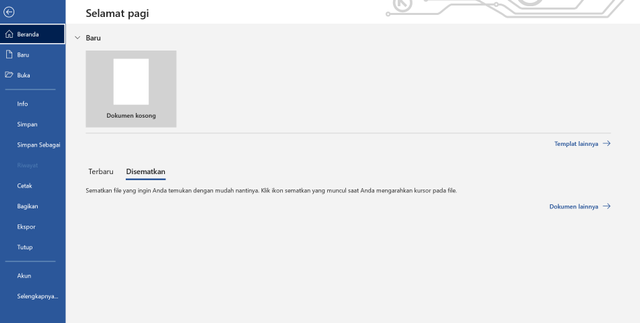 Selamat pagi
Beranda
Baru
Buka
Info
Simpan
Simpan Sebagai
Riwayat
Cetak
Bagikan
Ekspor
Tutup
Akun
Selengkapnya...
Baru
Dokumen kosong
Templat lainnya
Terbaru
Disematkan
Sematkan file yang ingin Anda temukan dengan mudah nantinya. Klik ikon sematkan yang muncul saat Anda mengarahkan kursor pada file.
Dokumen lainnya